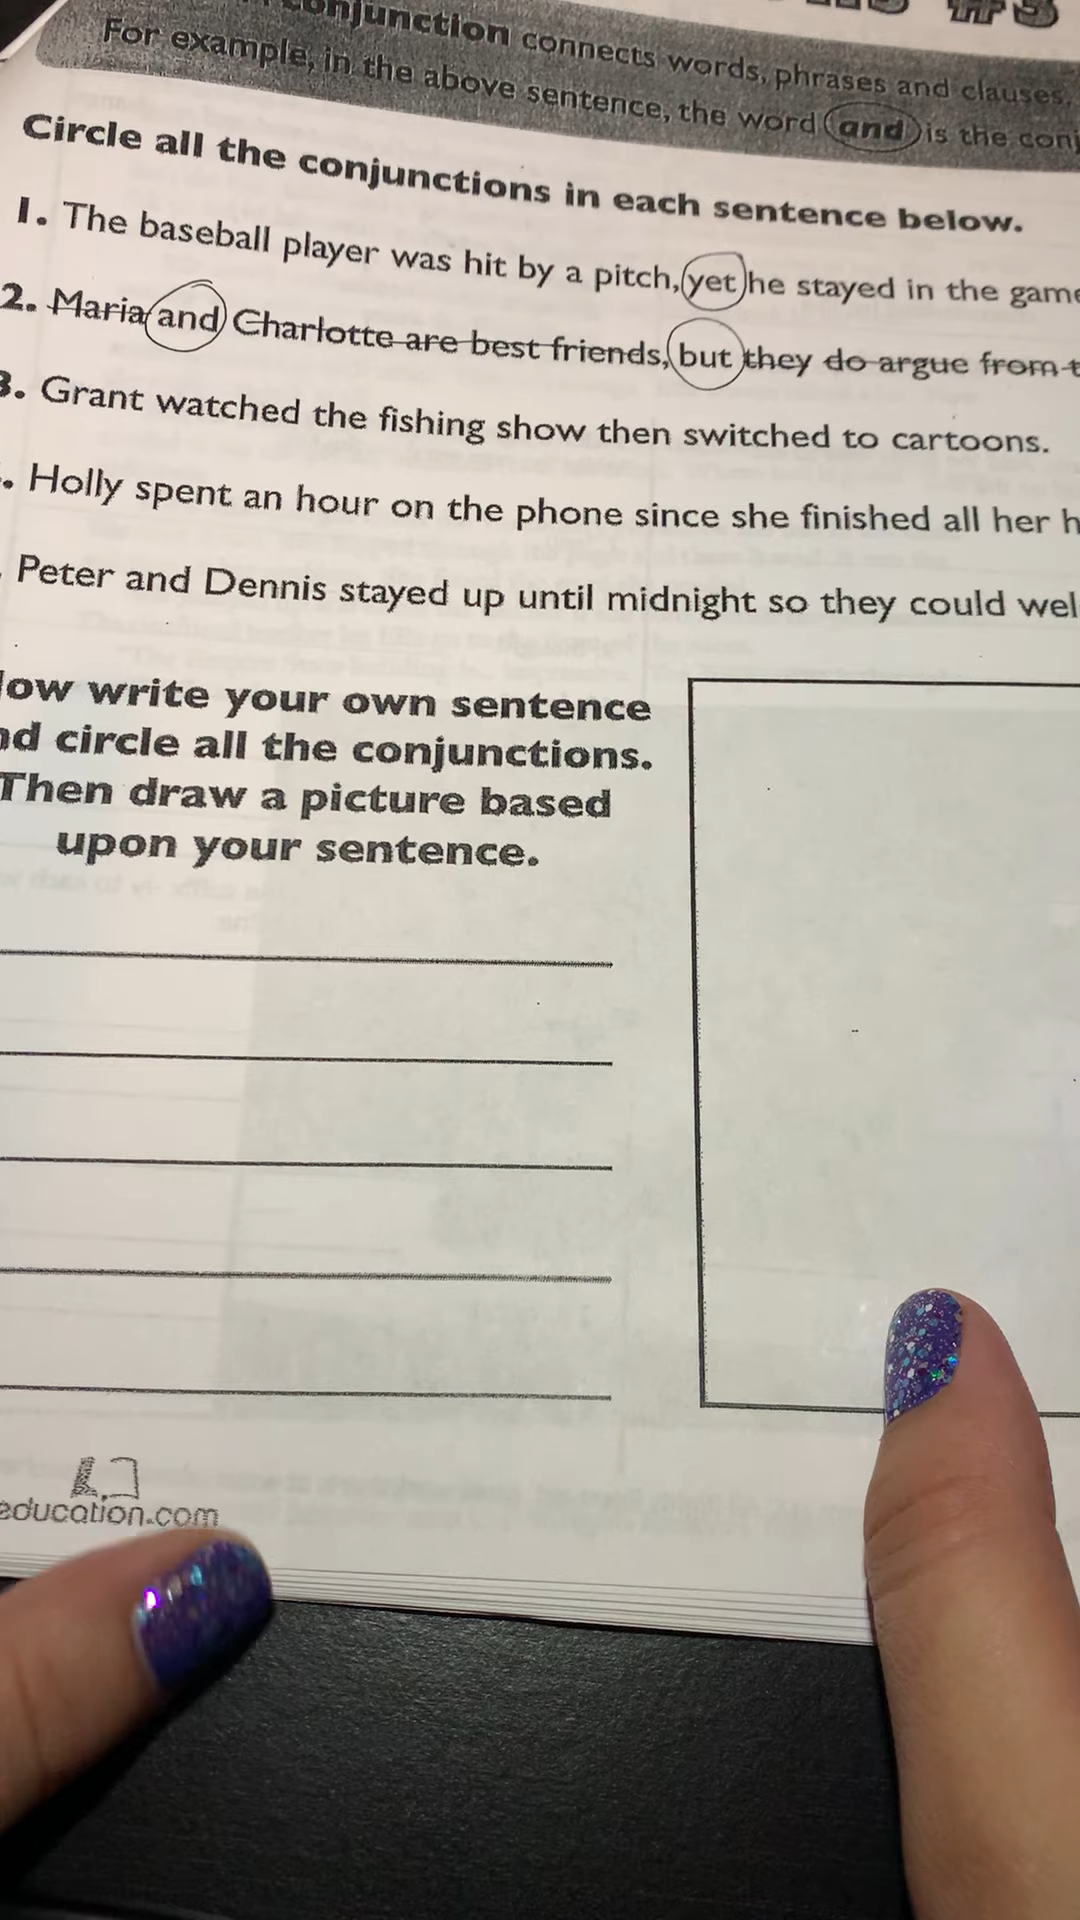 #3
conjunction connects words, phrases and clauses.
For example, in the above sentence, the word and is the
Circle all the conjunctions in each sentence below.
1. The baseball player was hit by a pitch, yet he stayed in the game
2. Maria and Charlotte are best friends, but they do argue from
3. Grant watched the fishing show then switched to cartoons.
. Holly spent an hour on the phone since she finished all her
Peter and Dennis stayed up until midnight so they could
write your own sentence
circle all the conjunctions.
Then draw a picture based
upon your sentence.
education.com